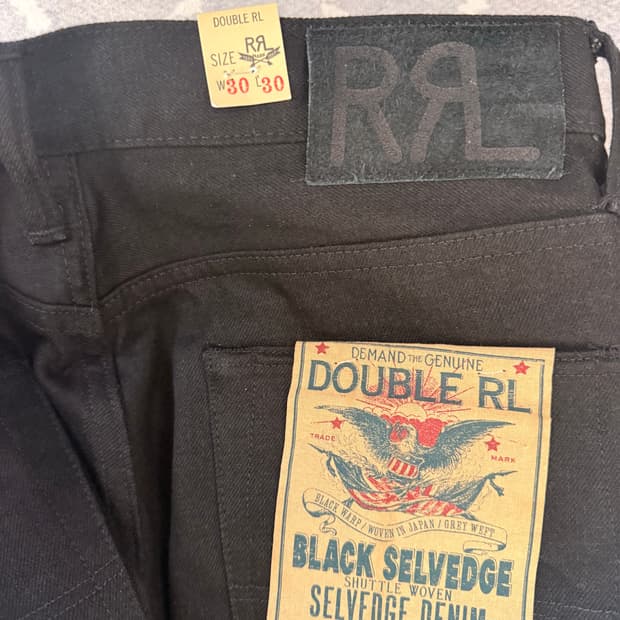 DOUBLE RL
RRL
SIZE
W30 L30
RRL
DEMAND THE GENUINE
DOUBLE RL
TRADE MARK
BLACK WARP / WOVEN IN JAPAN / GREY WEFT
BLACK SELVEDGE
SHUTTLE WOVEN
SELVEDGE DENIM